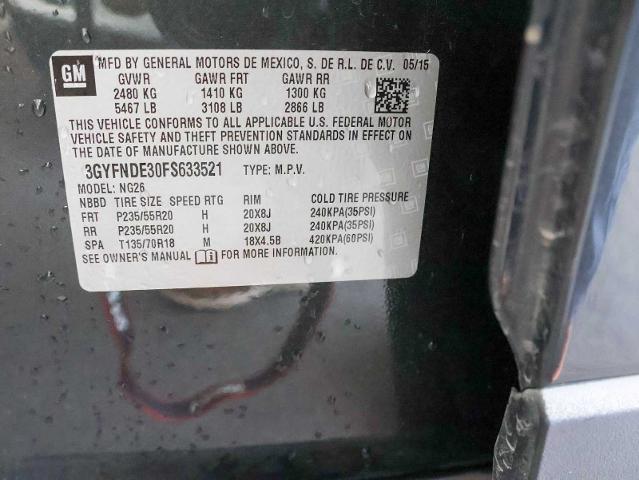 GM
MFD BY GENERAL MOTORS DE MEXICO, S. DE R.L. DE C.V. 05/15
GVWR GAWR FRT GAWR RR
2480 KG 1410 KG 1300 KG
5467 LB 3108 LB 2866 LB
THIS VEHICLE CONFORMS TO ALL APPLICABLE U.S. FEDERAL MOTOR
VEHICLE SAFETY AND THEFT PREVENTION STANDARDS IN EFFECT ON
THE DATE OF MANUFACTURE SHOWN ABOVE.
3GYFNDE30FS633521 TYPE: M.P.V.
MODEL: NG26
NBBD TIRE SIZE SPEED RTG RIM COLD TIRE PRESSURE
FRT P235/55R20 H 20X8J 240KPA(35PSI)
RR P235/55R20 H 20X8J 240KPA(35PSI)
SPA T135/70R18 M 18X4.5B 420KPA(60PSI)
SEE OWNER'S MANUAL FOR MORE INFORMATION